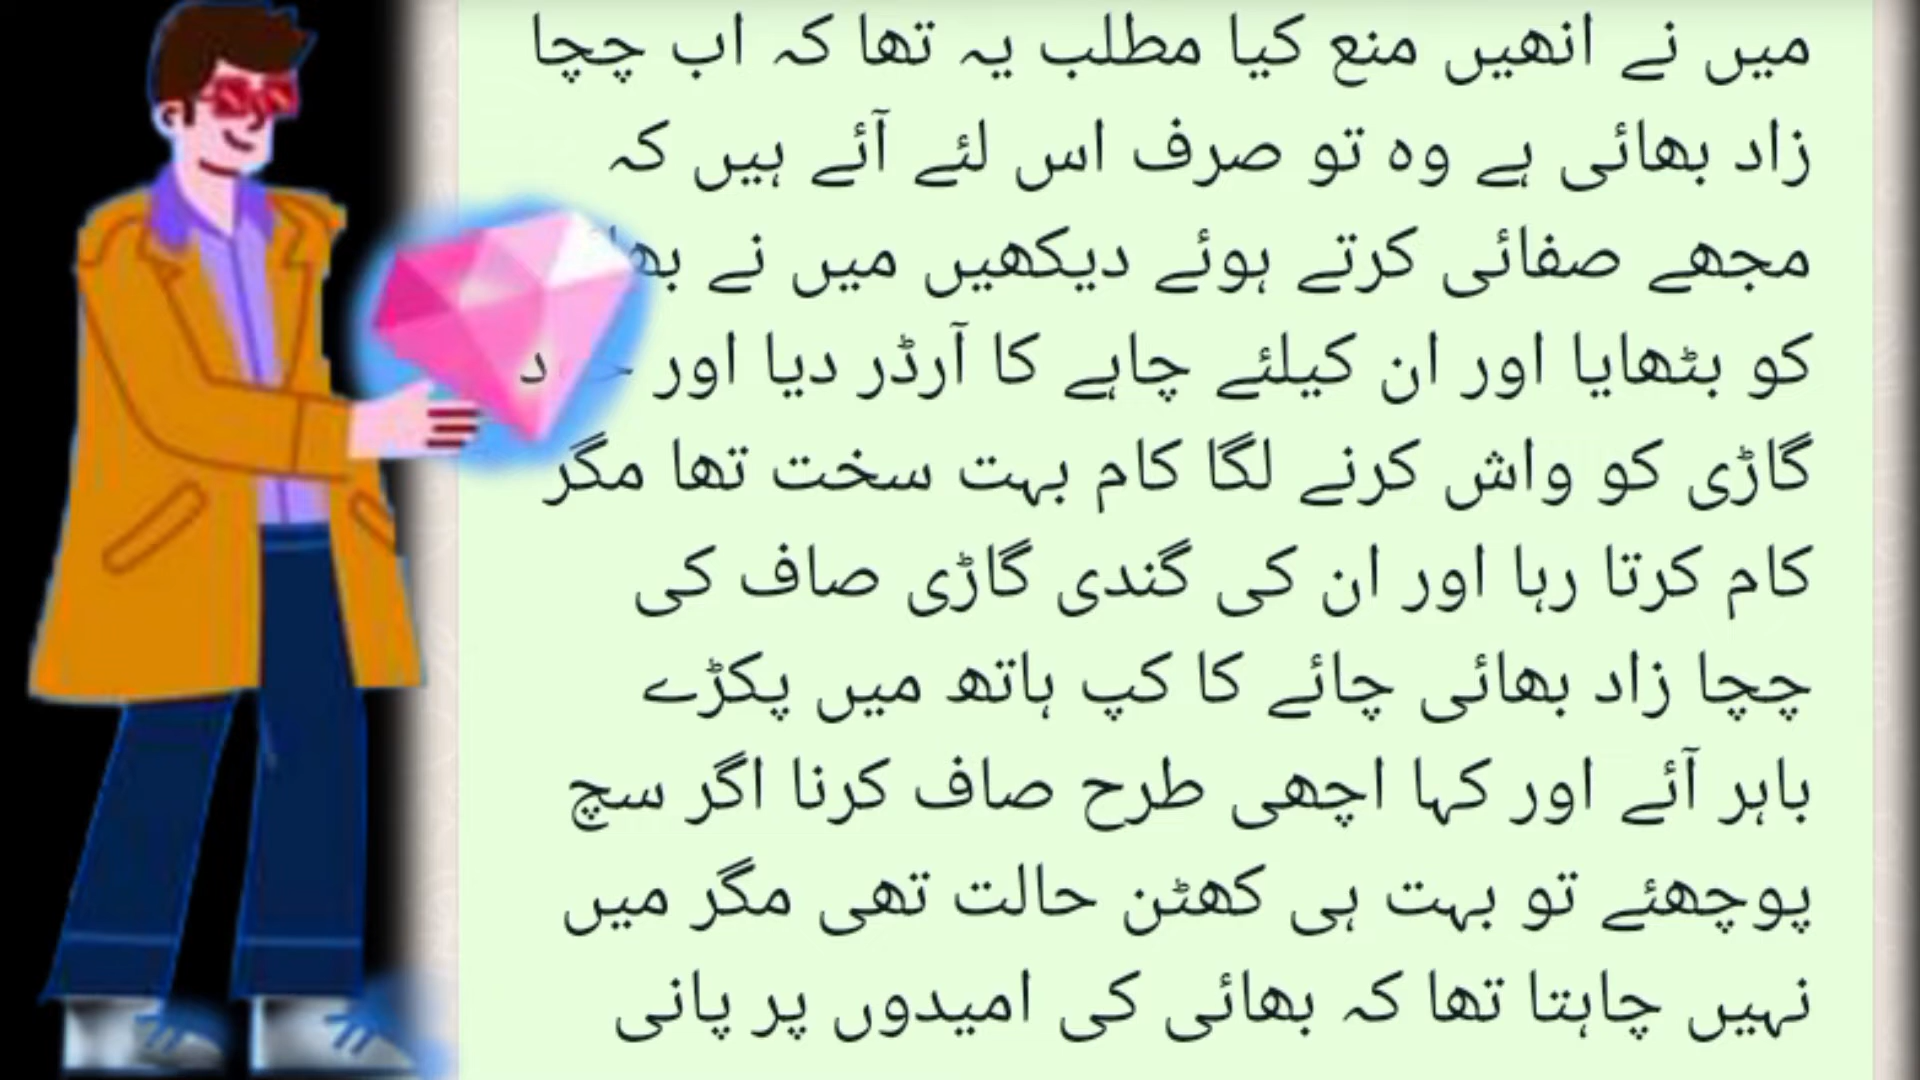 میں نے انھیں منع کیا مطلب یہ تھا کہ اب چچا
زاد بھائی ہے وہ تو صرف اس لئے آئے ہیں کہ
مجھے صفائی کرتے ہوئے دیکھیں میں نے
کو بٹھایا اور ان کیلئے چاہے کا آرڈر دیا اور
گاڑی کو واش کرنے لگا کام بہت سخت تھا مگر
کام کرتا رہا اور ان کی گندی گاڑی صاف کی
چچا زاد بھائی چائے کا کپ ہاتھ میں پکڑے
باہر آئے اور کہا اچھی طرح صاف کرنا اگر سچ
پوچھئے تو بہت ہی کھٹن حالت تھی مگر میں
نہیں چاہتا تھا کہ بھائی کی امیدوں پر پانی